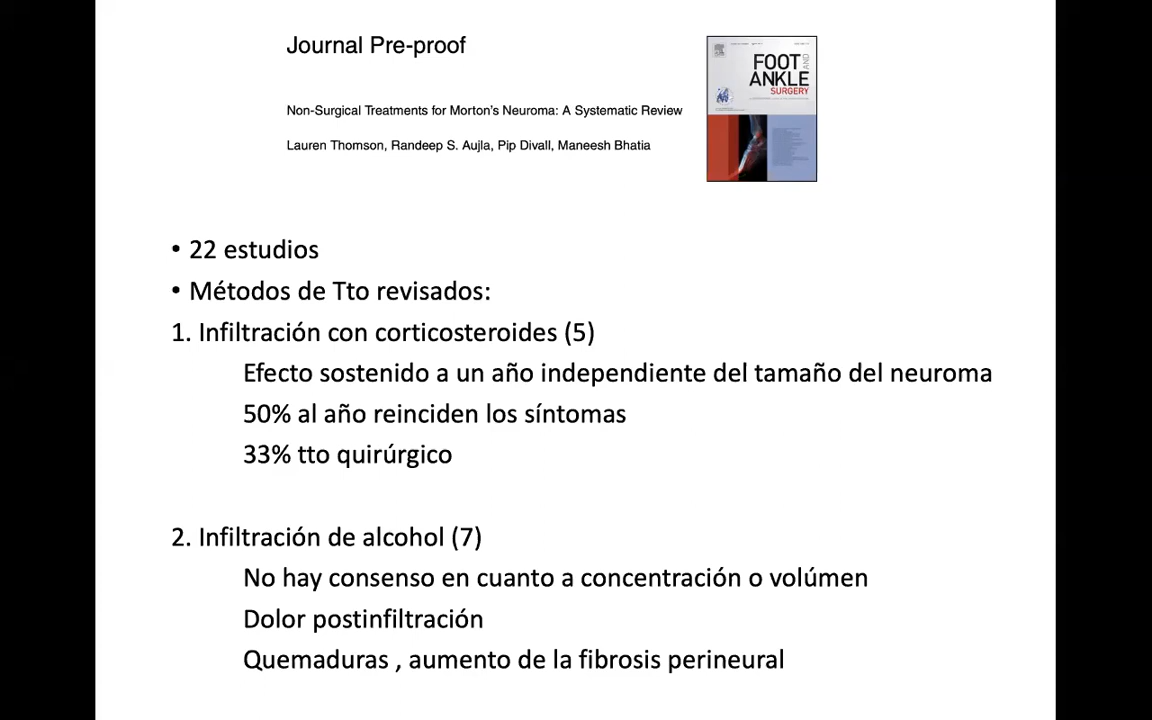 Journal Pre-proof
FOOT AND
ANKLE
SURGERY
Non-Surgical Treatments for Morton's Neuroma: A Systematic Review
Lauren Thomson, Randeep S. Aujla, Pip Divall, Maneesh Bhatia
• 22 estudios
• Métodos de Tto revisados:
1. Infiltración con corticosteroides (5)
Efecto sostenido a un año independiente del tamaño del neuroma
50% al año reinciden los síntomas
33% tto quirúrgico
2. Infiltración de alcohol (7)
No hay consenso en cuanto a concentración o volúmen
Dolor postinfiltración
Quemaduras , aumento de la fibrosis perineural